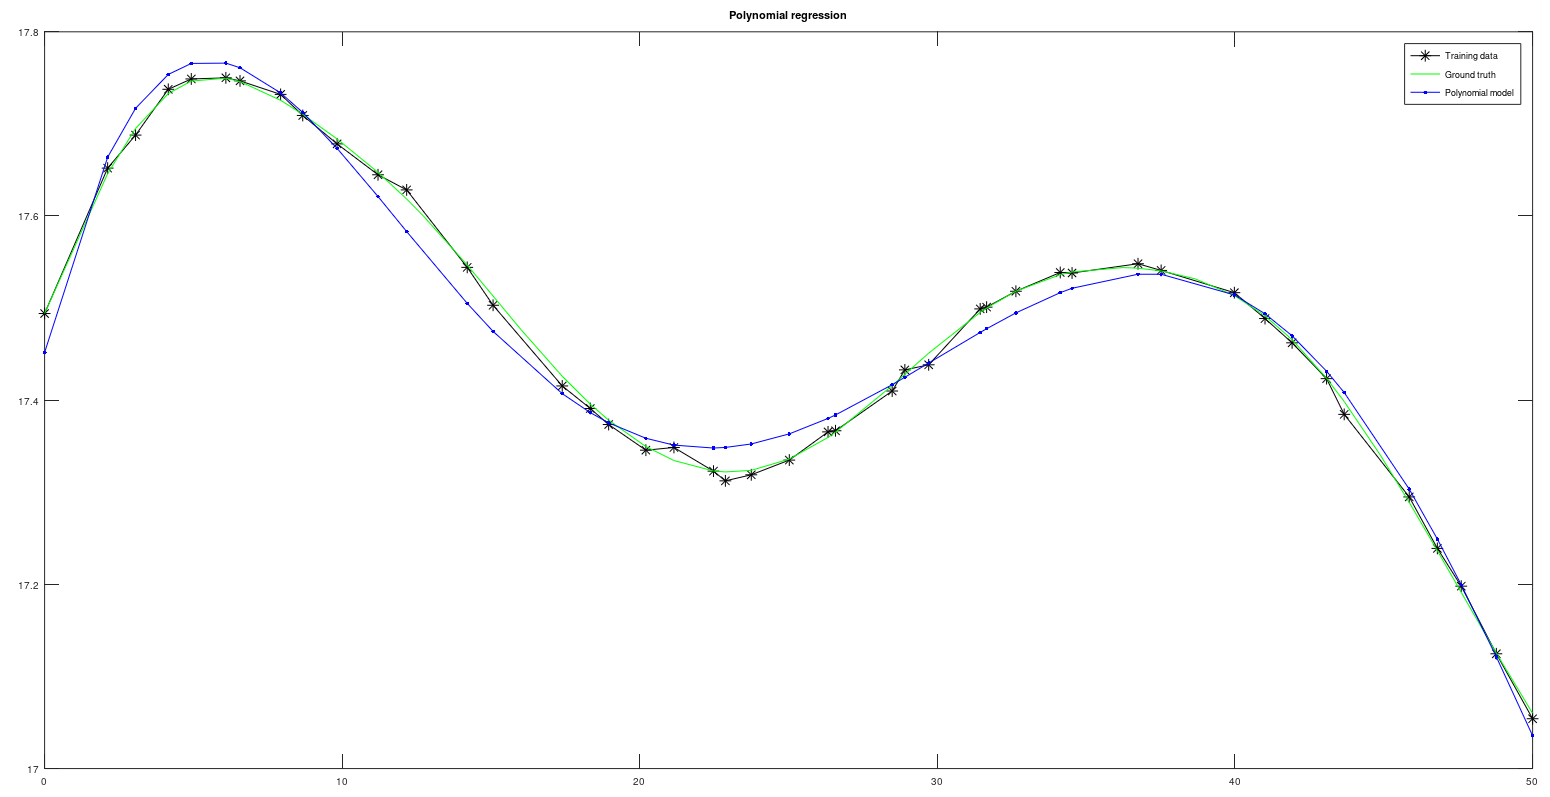 Polynomial regression
17.8
Training data
Ground truth
Polynomial model
17.6
17.4
17.2
17
0 10 20 30 40 50